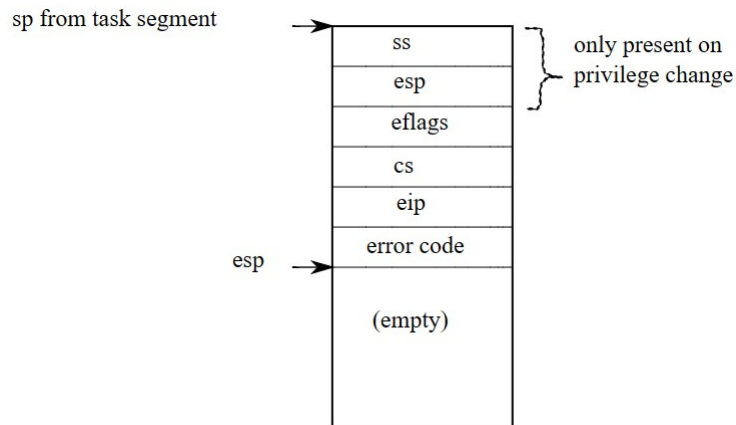 sp from task segment
ss
only present on
privilege change
esp
eflags
cs
eip
error code
esp
(empty)